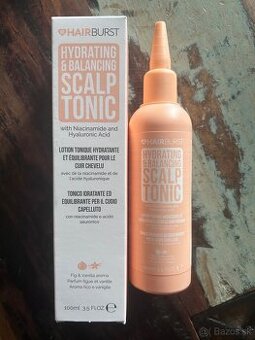 HAIRBURST
HYDRATING
& BALANCING
SCALP
TONIC
with Niacinamide and
Hyaluronic Acid
LOTION TONIQUE HYDRATANTE
ET ÉQUILIBRANTE POUR LE
CUIR CHEVELU
avec de la niacinamide et de
l'acide hyaluronique
TONICO IDRATANTE ED
EQUILIBRANTE PER IL CUOIO
CAPELLUTO
con niacinamide e acido
ialuronico
Fig & vanilla aroma
Parfum figue et vanille
Aroma fico e vaniglia
100ml 3.5 FL.OZ
HAIRBURST
HYDRATING
& BALANCING
SCALP
TONIC
Bazos.sk